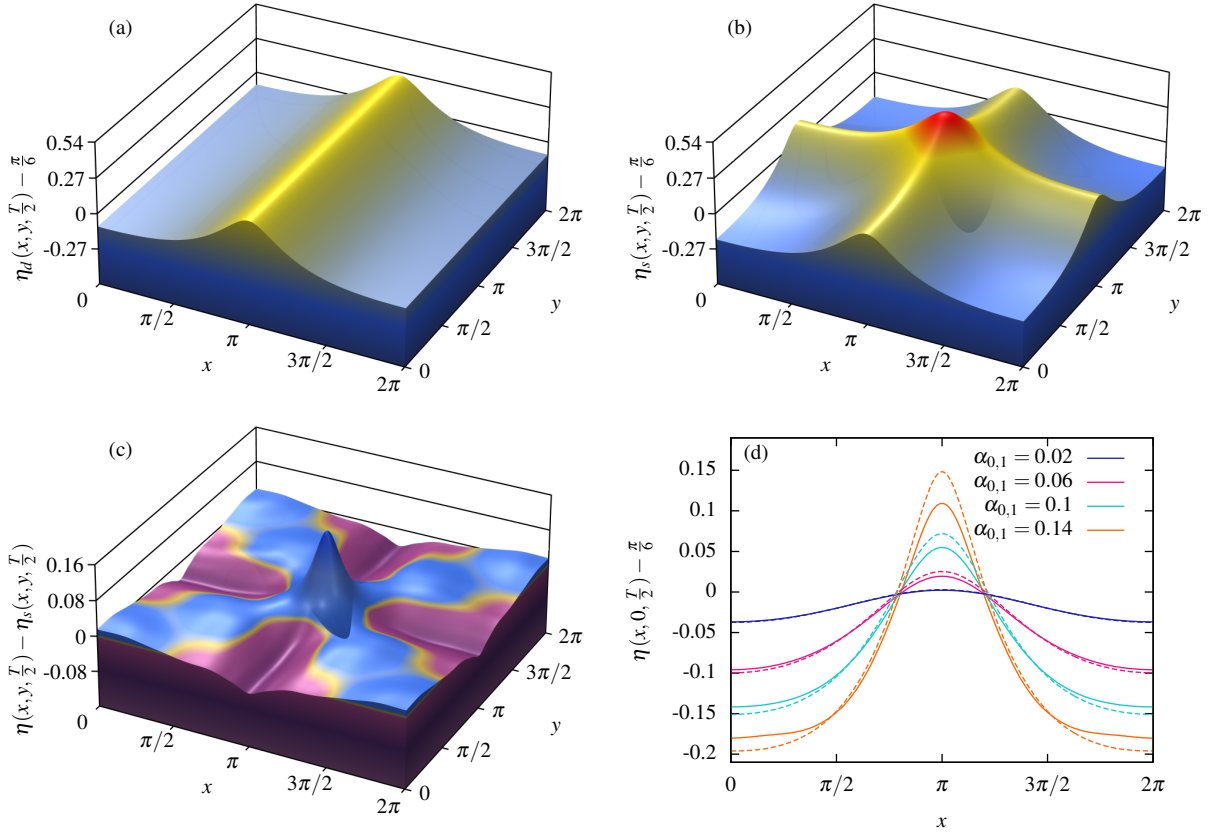 (a)
η_d(x, y, T/2) − π/6
0.54
0.27
0
-0.27
0
π/2
π
3π/2
2π
x
0
π/2
π
3π/2
2π
y
(b)
η_s(x, y, T/2) − π/6
0.54
0.27
0
-0.27
0
π/2
π
3π/2
2π
x
0
π/2
π
3π/2
2π
y
(c)
η(x, y, T/2) − η_s(x, y, T/2)
0.16
0.08
0
-0.08
0
π/2
π
3π/2
2π
x
0
π/2
π
3π/2
2π
y
(d)
η(x, 0, T/2) − π/6
0.15
0.1
0.05
0
-0.05
-0.1
-0.15
-0.2
α_{0,1} = 0.02
α_{0,1} = 0.06
α_{0,1} = 0.1
α_{0,1} = 0.14
0
π/2
π
3π/2
2π
x